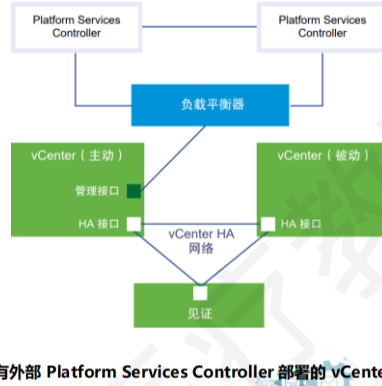 Platform Services
Controller
Platform Services
Controller
负载平衡器
vCenter（主动）
vCenter（被动）
管理接口
HA 接口
HA 接口
vCenter HA
网络
见证
有外部 Platform Services Controller 部署的 vCente